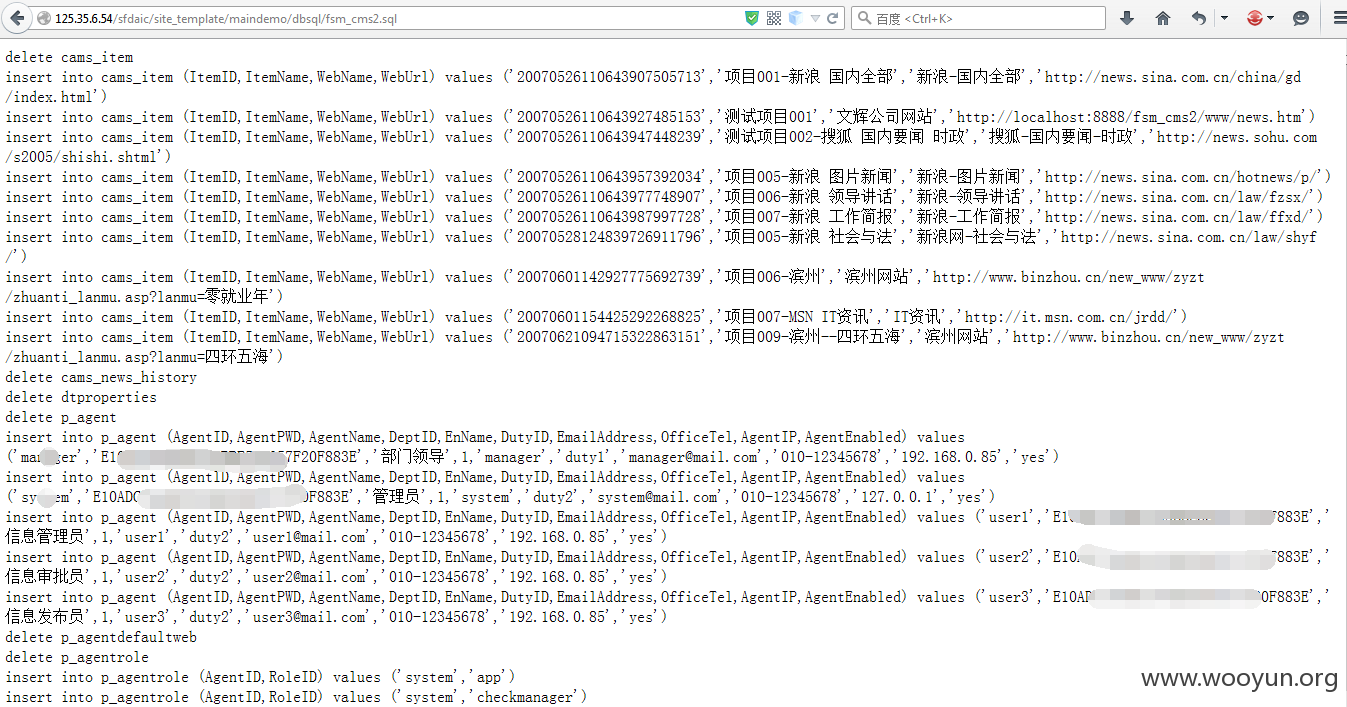 125.35.6.54/sfdaic/site_template/maindemo/dbsql/fsm_cms2.sql
百度 <Ctrl+K>
delete cams_item
insert into cams_item (ItemID,ItemName,WebName,WebUrl) values ('20070526110643907505713','项目001-新浪 国内全部','新浪-国内全部','http://news.sina.com.cn/china/gd
/index.html')
insert into cams_item (ItemID,ItemName,WebName,WebUrl) values ('20070526110643927485153','测试项目001','文辉公司网站','http://localhost:8888/fsm_cms2/www/news.htm')
insert into cams_item (ItemID,ItemName,WebName,WebUrl) values ('20070526110643947448239','测试项目002-搜狐 国内要闻 时政','搜狐-国内要闻-时政','http://news.sohu.com
/s2005/shishi.shtml')
insert into cams_item (ItemID,ItemName,WebName,WebUrl) values ('20070526110643957392034','项目005-新浪 图片新闻','新浪-图片新闻','http://news.sina.com.cn/hotnews/p/')
insert into cams_item (ItemID,ItemName,WebName,WebUrl) values ('20070526110643977748907','项目006-新浪 领导讲话','新浪-领导讲话','http://news.sina.com.cn/law/fzsx/')
insert into cams_item (ItemID,ItemName,WebName,WebUrl) values ('20070526110643987997728','项目007-新浪 工作简报','新浪-工作简报','http://news.sina.com.cn/law/ffxd/')
insert into cams_item (ItemID,ItemName,WebName,WebUrl) values ('20070528124839726911796','项目005-新浪 社会与法','新浪网-社会与法','http://news.sina.com.cn/law/shyf
/')
insert into cams_item (ItemID,ItemName,WebName,WebUrl) values ('20070601142927775692739','项目006-滨州','滨州网站','http://www.binzhou.cn/new_www/zyzt
/zhuanti_lanmu.asp?lanmu=零就业年')
insert into cams_item (ItemID,ItemName,WebName,WebUrl) values ('20070601154425292268825','项目007-MSN IT资讯','IT资讯','http://it.msn.com.cn/jrdd/')
insert into cams_item (ItemID,ItemName,WebName,WebUrl) values ('20070621094715322863151','项目009-滨州--四环五海','滨州网站','http://www.binzhou.cn/new_www/zyzt
/zhuanti_lanmu.asp?lanmu=四环五海')
delete cams_news_history
delete dtproperties
delete p_agent
insert into p_agent (AgentID,AgentPWD,AgentName,DeptID,EnName,DutyID,EmailAddress,OfficeTel,AgentIP,AgentEnabled) values
('ma ger','E10 7F20F883E','部门领导',1,'manager','duty1','manager@mail.com','010-12345678','192.168.0.85','yes')
insert into p_agent (AgentID,AgentPWD,AgentName,DeptID,EnName,DutyID,EmailAddress,OfficeTel,AgentIP,AgentEnabled) values
('sy em','E10ADC 0F883E','管理员',1,'system','duty2','system@mail.com','010-12345678','127.0.0.1','yes')
insert into p_agent (AgentID,AgentPWD,AgentName,DeptID,EnName,DutyID,EmailAddress,OfficeTel,AgentIP,AgentEnabled) values ('user1','E1 883E','
信息管理员',1,'user1','duty2','user1@mail.com','010-12345678','192.168.0.85','yes')
insert into p_agent (AgentID,AgentPWD,AgentName,DeptID,EnName,DutyID,EmailAddress,OfficeTel,AgentIP,AgentEnabled) values ('user2','E10 883E','
信息审批员',1,'user2','duty2','user2@mail.com','010-12345678','192.168.0.85','yes')
insert into p_agent (AgentID,AgentPWD,AgentName,DeptID,EnName,DutyID,EmailAddress,OfficeTel,AgentIP,AgentEnabled) values ('user3','E10A 0F883E','
信息发布员',1,'user3','duty2','user3@mail.com','010-12345678','192.168.0.85','yes')
delete p_agentdefaultweb
delete p_agentrole
insert into p_agentrole (AgentID,RoleID) values ('system','app')
insert into p_agentrole (AgentID,RoleID) values ('system','checkmanager')
www.wooyun.org